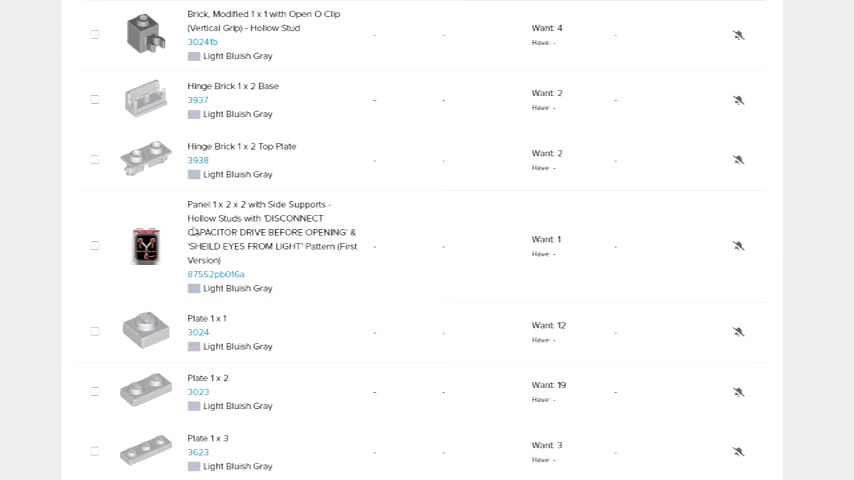 Brick, Modified 1 x 1 with Open O Clip
(Vertical Grip) - Hollow Stud
30241b
Light Bluish Gray
- -
Want: 4
Have: -
-
Hinge Brick 1 x 2 Base
3937
Light Bluish Gray
- -
Want: 2
Have: -
-
Hinge Brick 1 x 2 Top Plate
3938
Light Bluish Gray
- -
Want: 2
Have: -
-
Panel 1 x 2 x 2 with Side Supports -
Hollow Studs with 'DISCONNECT
CAPACITOR DRIVE BEFORE OPENING' &
'SHEILD EYES FROM LIGHT' Pattern (First
Version)
87552pb016a
Light Bluish Gray
- -
Want: 1
Have: -
-
Plate 1 x 1
3024
Light Bluish Gray
- -
Want: 12
Have: -
-
Plate 1 x 2
3023
Light Bluish Gray
- -
Want: 19
Have: -
-
Plate 1 x 3
3623
Light Bluish Gray
- -
Want: 3
Have: -
-